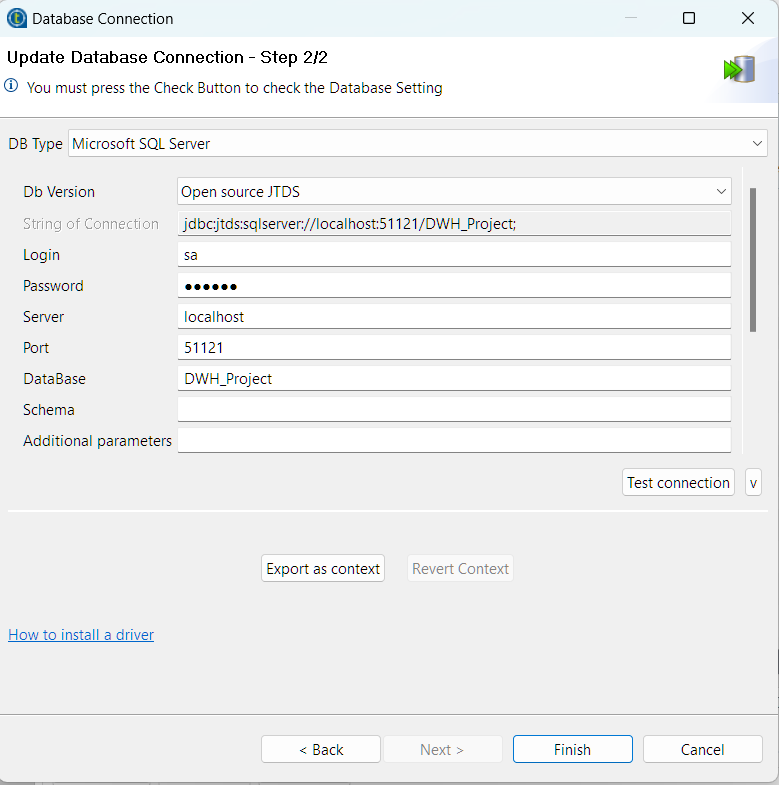 Database Connection
Update Database Connection - Step 2/2
You must press the Check Button to check the Database Setting
DB Type Microsoft SQL Server
Db Version Open source JTDS
String of Connection jdbc:jtds:sqlserver://localhost:51121/DWH_Project;
Login sa
Password ●●●●●●
Server localhost
Port 51121
DataBase DWH_Project
Schema
Additional parameters
Test connection v
Export as context Revert Context
How to install a driver
< Back Next > Finish Cancel